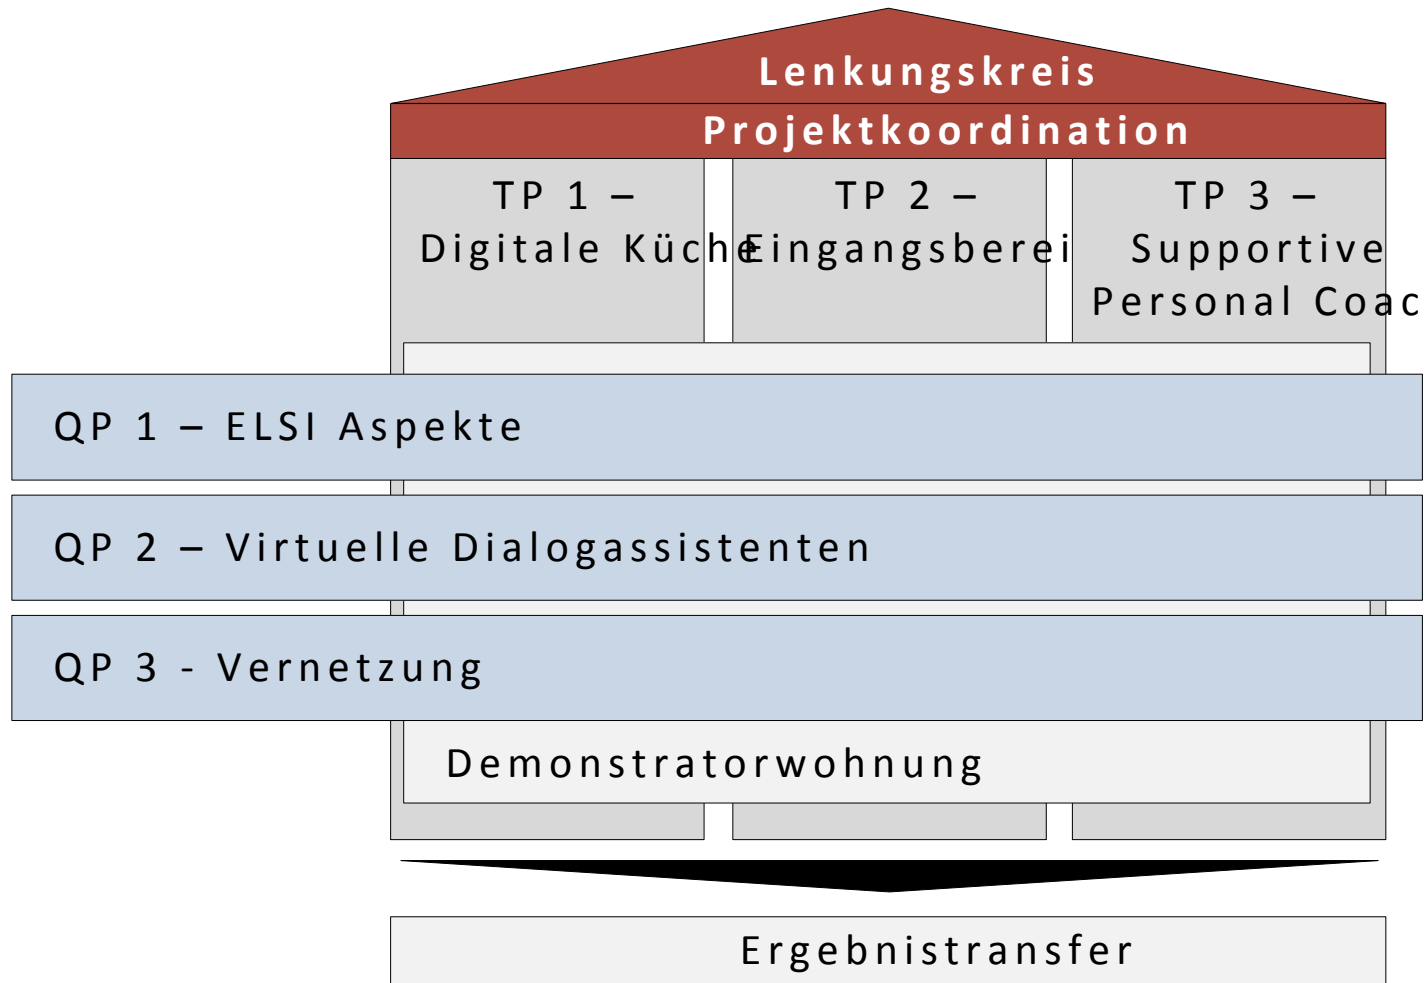 Lenkungskreis
Projektkoordination
TP 1 –
Digitale Küche
TP 2 –
Eingangsberei
TP 3 –
Supportive
Personal Coac
QP 1 – ELSI Aspekte
QP 2 – Virtuelle Dialogassistenten
QP 3 - Vernetzung
Demonstratorwohnung
Ergebnistransfer